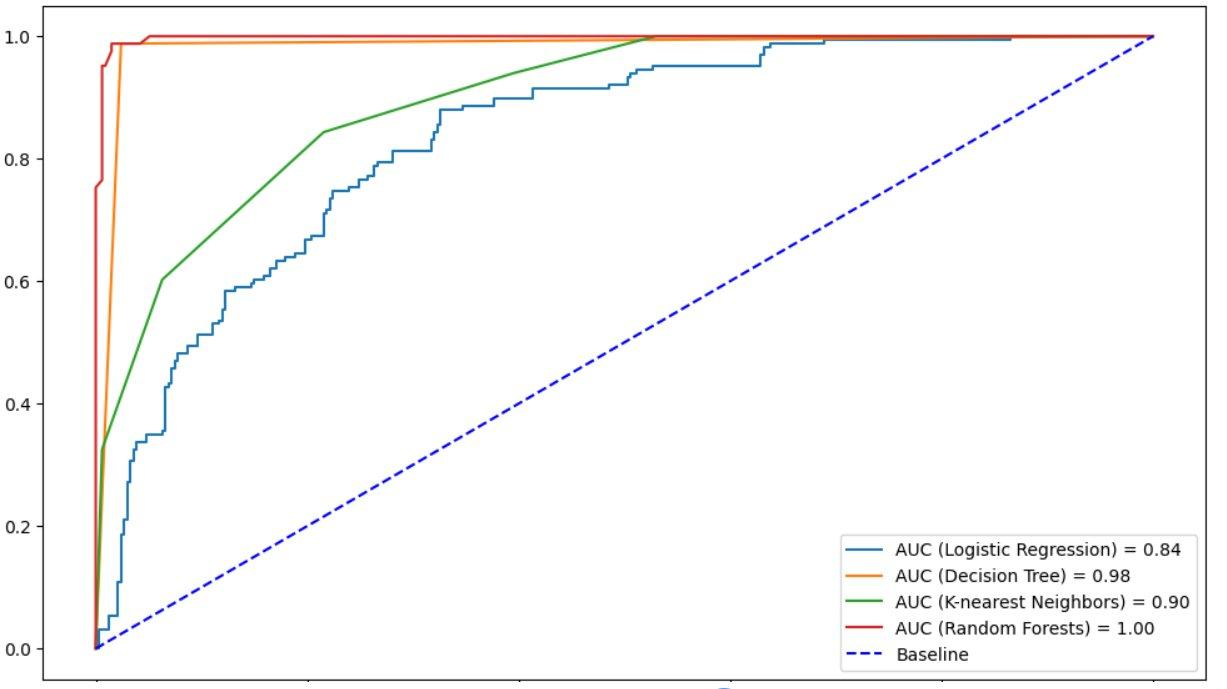 1.0
0.8
0.6
0.4
0.2
0.0
AUC (Logistic Regression) = 0.84
AUC (Decision Tree) = 0.98
AUC (K-nearest Neighbors) = 0.90
AUC (Random Forests) = 1.00
Baseline